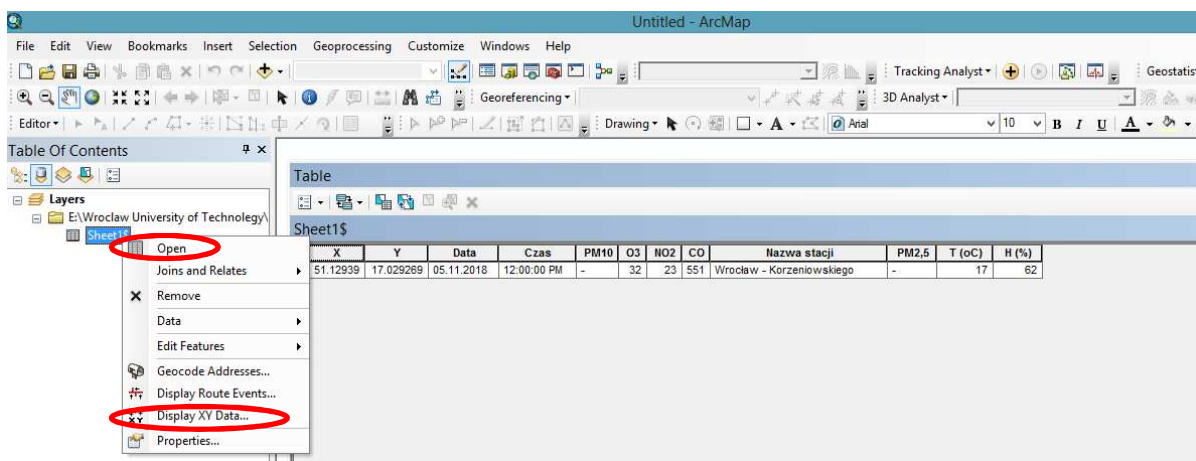 Untitled - ArcMap
File Edit View Bookmarks Insert Selection Geoprocessing Customize Windows Help
Tracking Analyst Geostatist
Georeferencing 3D Analyst
Editor Drawing A Arial 10 B I U A
Table Of Contents
Table
Layers
E:\Wroclaw University of Technolegy\
Sheet1$
Sheet1$
X Y Data Czas PM10 O3 NO2 CO Nazwa stacji PM2,5 T (oC) H (%)
51.12939 17.029269 05.11.2018 12:00:00 PM - 32 23 551 Wrocław - Korzeniowskiego - 17 62
Open
Joins and Relates
Remove
Data
Edit Features
Geocode Addresses...
Display Route Events...
XY Display XY Data...
Properties...